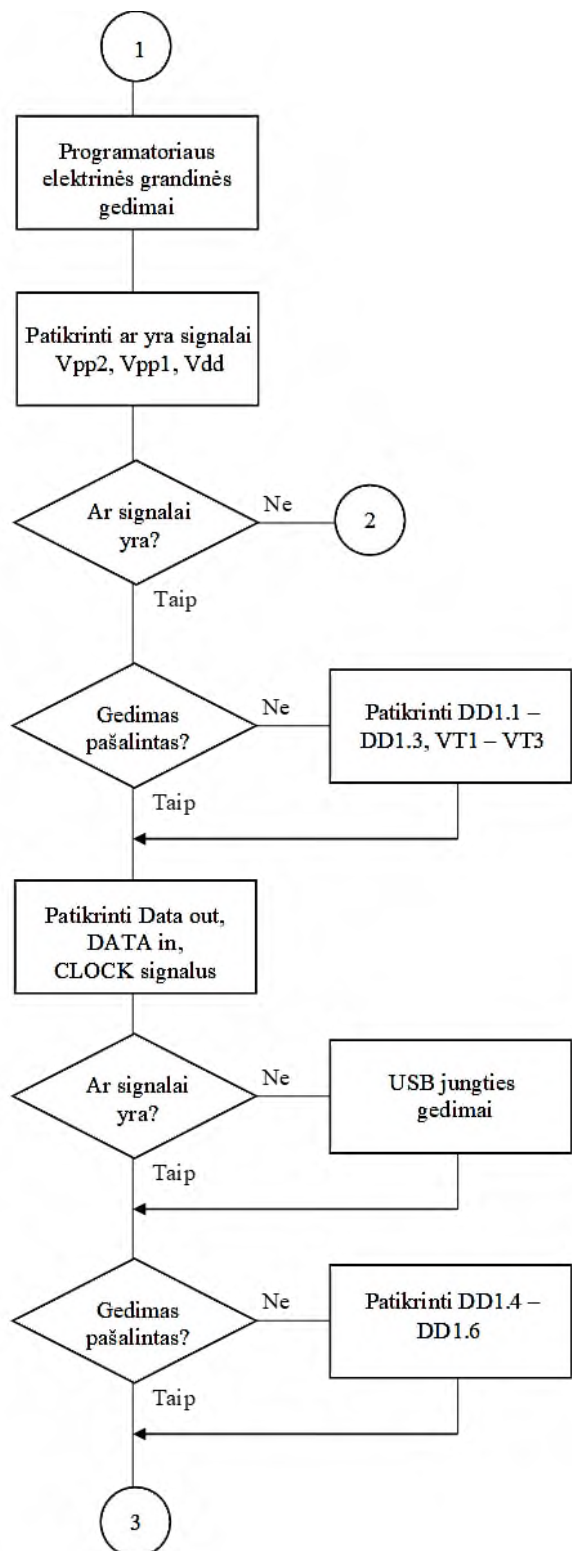 1
Programatoriaus
elektrinės grandinės
gedimai
Patikrinti ar yra signalai
Vpp2, Vpp1, Vdd
Ar signalai
yra?
Ne
2
Taip
Gedimas
pašalintas?
Ne
Patikrinti DD1.1 –
DD1.3, VT1 – VT3
Taip
Patikrinti Data out,
DATA in,
CLOCK signalus
Ar signalai
yra?
Ne
USB jungties
gedimai
Taip
Gedimas
pašalintas?
Ne
Patikrinti DD1.4 –
DD1.6
Taip
3